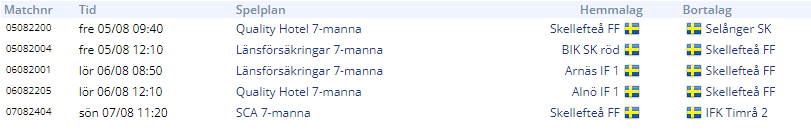 Matchnr Tid Spelplan Hemmalag Bortalag
05082200 fre 05/08 09:40 Quality Hotel 7-manna Skellefteå FF Selånger SK
05082004 fre 05/08 12:10 Länsförsäkringar 7-manna BIK SK röd Skellefteå FF
06082001 lör 06/08 08:50 Länsförsäkringar 7-manna Arnäs IF 1 Skellefteå FF
06082205 lör 06/08 12:10 Quality Hotel 7-manna Alnö IF 1 Skellefteå FF
07082404 sön 07/08 11:20 SCA 7-manna Skellefteå FF IFK Timrå 2